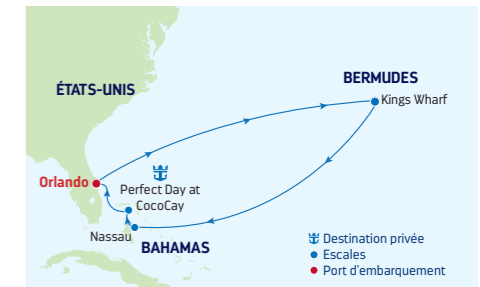 ÉTATS-UNIS
BERMUDES
Kings Wharf
Orlando
Perfect Day at
CocoCay
Nassau
BAHAMAS
Destination privée
Escales
Port d'embarquement